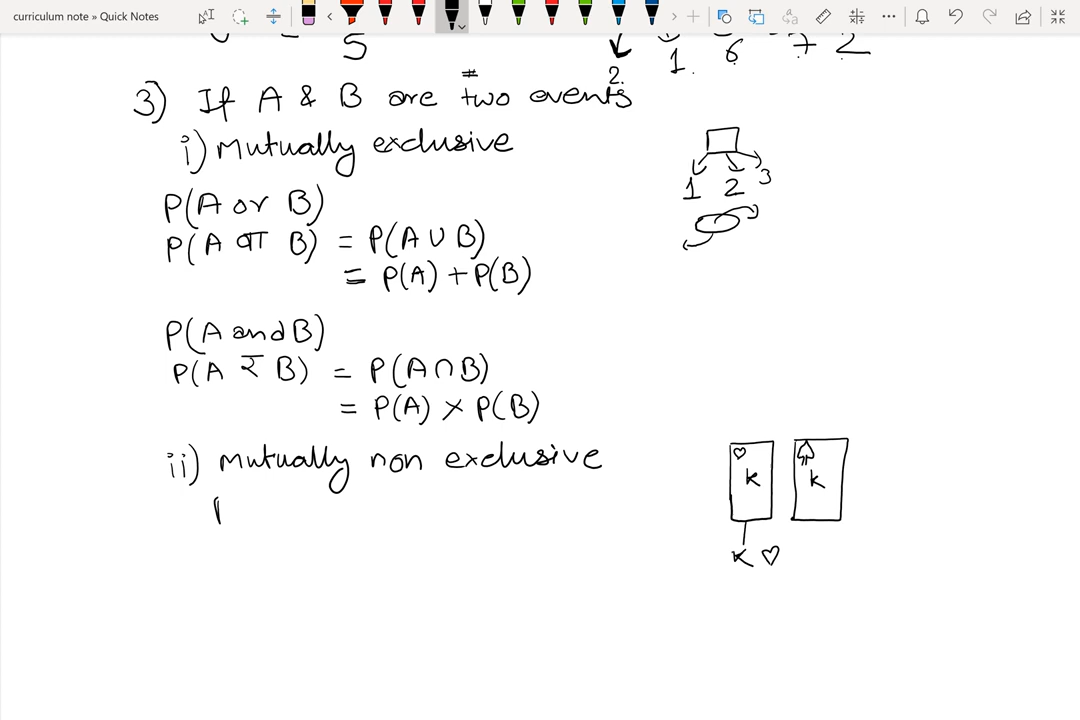 curriculum note » Quick Notes
5
1. 6 7 2
2.
3) If A & B are two events
i) Mutually exclusive
1 2 3
P(A or B)
P(A वा B) = P(A ∪ B)
= P(A) + P(B)
P(A and B)
P(A र B) = P(A ∩ B)
= P(A) × P(B)
ii) Mutually non exclusive
♡ K ♤ K
K ♡